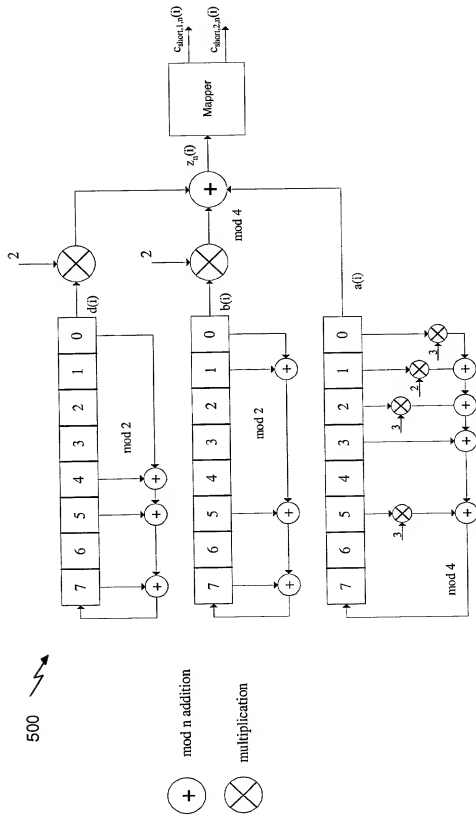 500
mod n addition
multiplication
2
d(i)
7 6 5 4 3 2 1 0
mod 2
2
b(i)
7 6 5 4 3 2 1 0
mod 2
mod 4
z_n(i)
Mapper
c_short,1,n(i)
c_short,2,n(i)
a(i)
7 6 5 4 3 2 1 0
3
3
2
3
mod 4